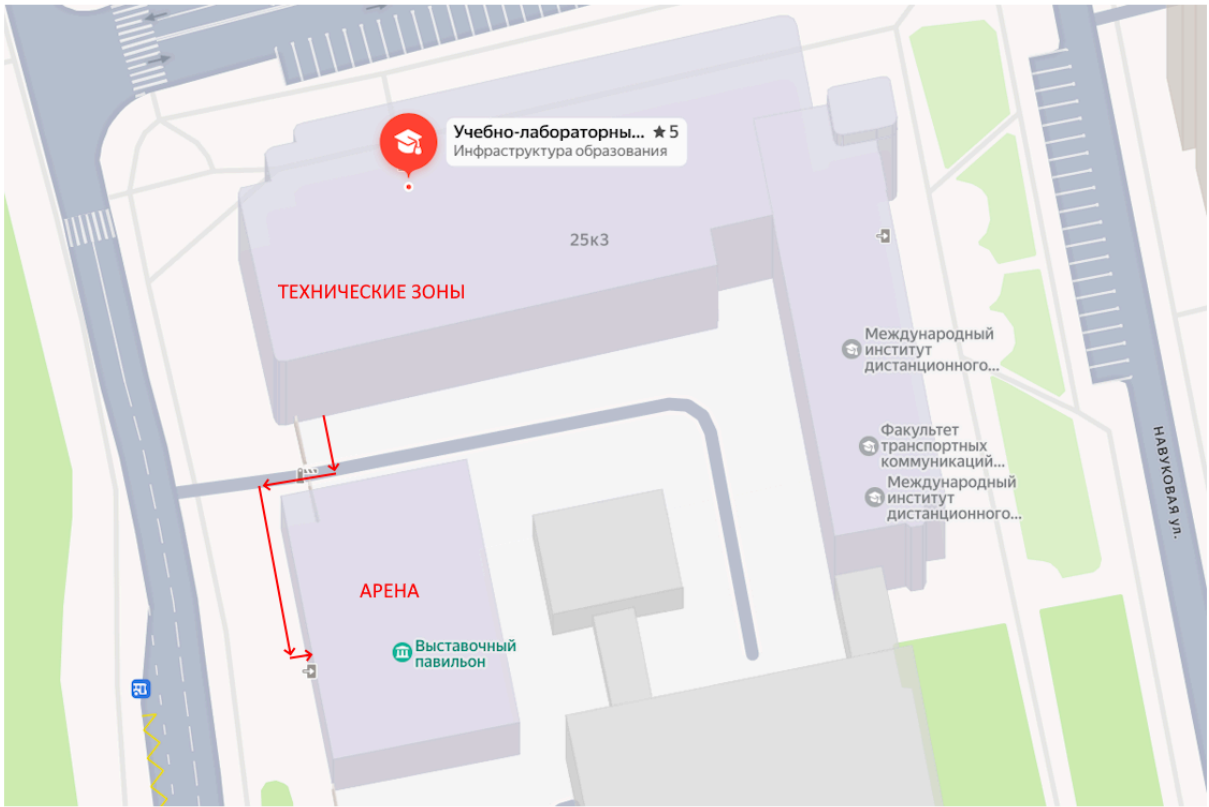 Учебно-лабораторны... ★5
Инфраструктура образования
25к3
ТЕХНИЧЕСКИЕ ЗОНЫ
Международный
институт
дистанционного...
Факультет
транспортных
коммуникаций...
Международный
институт
дистанционного...
НАВУКОВАЯ УЛ.
АРЕНА
Выставочный
павильон